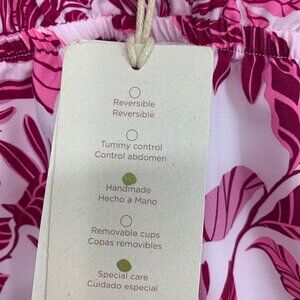 Reversible
Reversible
Tummy control
Control abdomen
Handmade
Hecho a Mano
Removable cups
Copas removibles
Special care
Cuidado especial